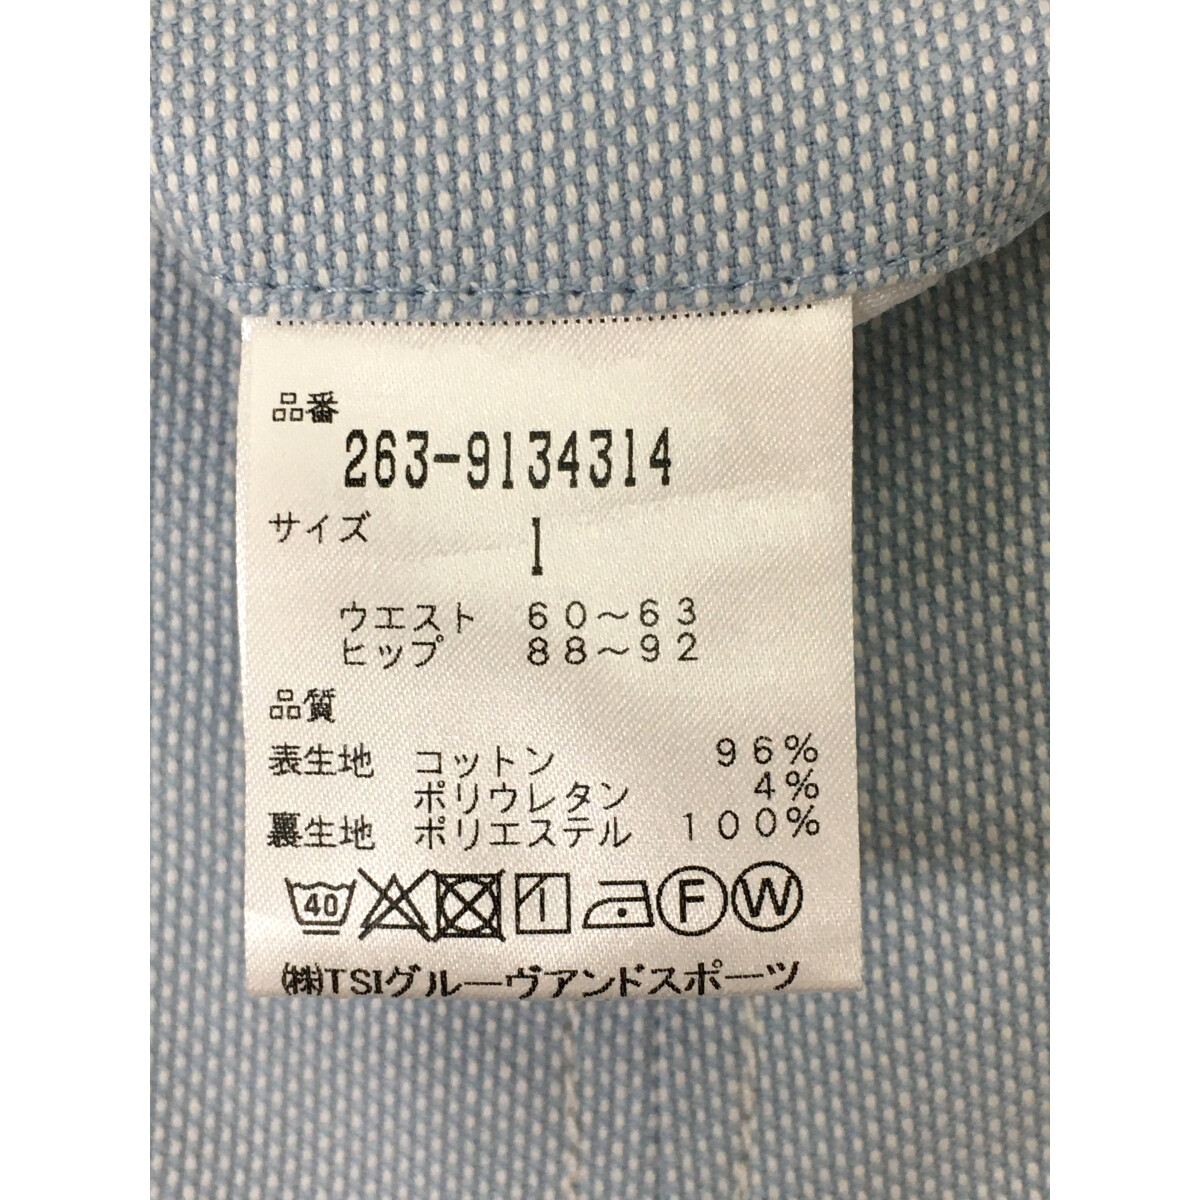 品番
263-9134314
サイズ 1
ウエスト 60～63
ヒップ 88～92
品質
表生地 コットン 96%
ポリウレタン 4%
裏生地 ポリエステル 100%
40 1 F W
㈱TSIグルーヴアンドスポーツ